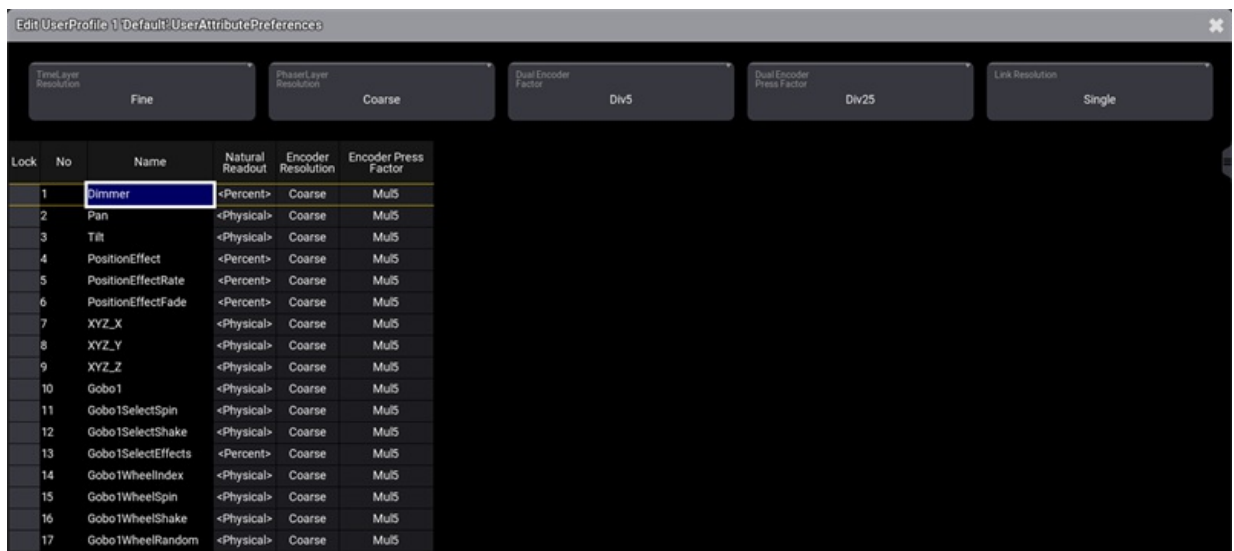 Edit UserProfile 1 'Default' UserAttributePreferences
TimeLayer
Resolution
Fine
PhaserLayer
Resolution
Coarse
Dual Encoder
Factor
Div5
Dual Encoder
Press Factor
Div25
Link Resolution
Single
Lock No Name Natural Readout Encoder Resolution Encoder Press Factor
1 Dimmer <Percent> Coarse Mul5
2 Pan <Physical> Coarse Mul5
3 Tilt <Physical> Coarse Mul5
4 PositionEffect <Percent> Coarse Mul5
5 PositionEffectRate <Percent> Coarse Mul5
6 PositionEffectFade <Percent> Coarse Mul5
7 XYZ_X <Physical> Coarse Mul5
8 XYZ_Y <Physical> Coarse Mul5
9 XYZ_Z <Physical> Coarse Mul5
10 Gobo1 <Physical> Coarse Mul5
11 Gobo1SelectSpin <Physical> Coarse Mul5
12 Gobo1SelectShake <Physical> Coarse Mul5
13 Gobo1SelectEffects <Percent> Coarse Mul5
14 Gobo1WheelIndex <Physical> Coarse Mul5
15 Gobo1WheelSpin <Physical> Coarse Mul5
16 Gobo1WheelShake <Physical> Coarse Mul5
17 Gobo1WheelRandom <Physical> Coarse Mul5